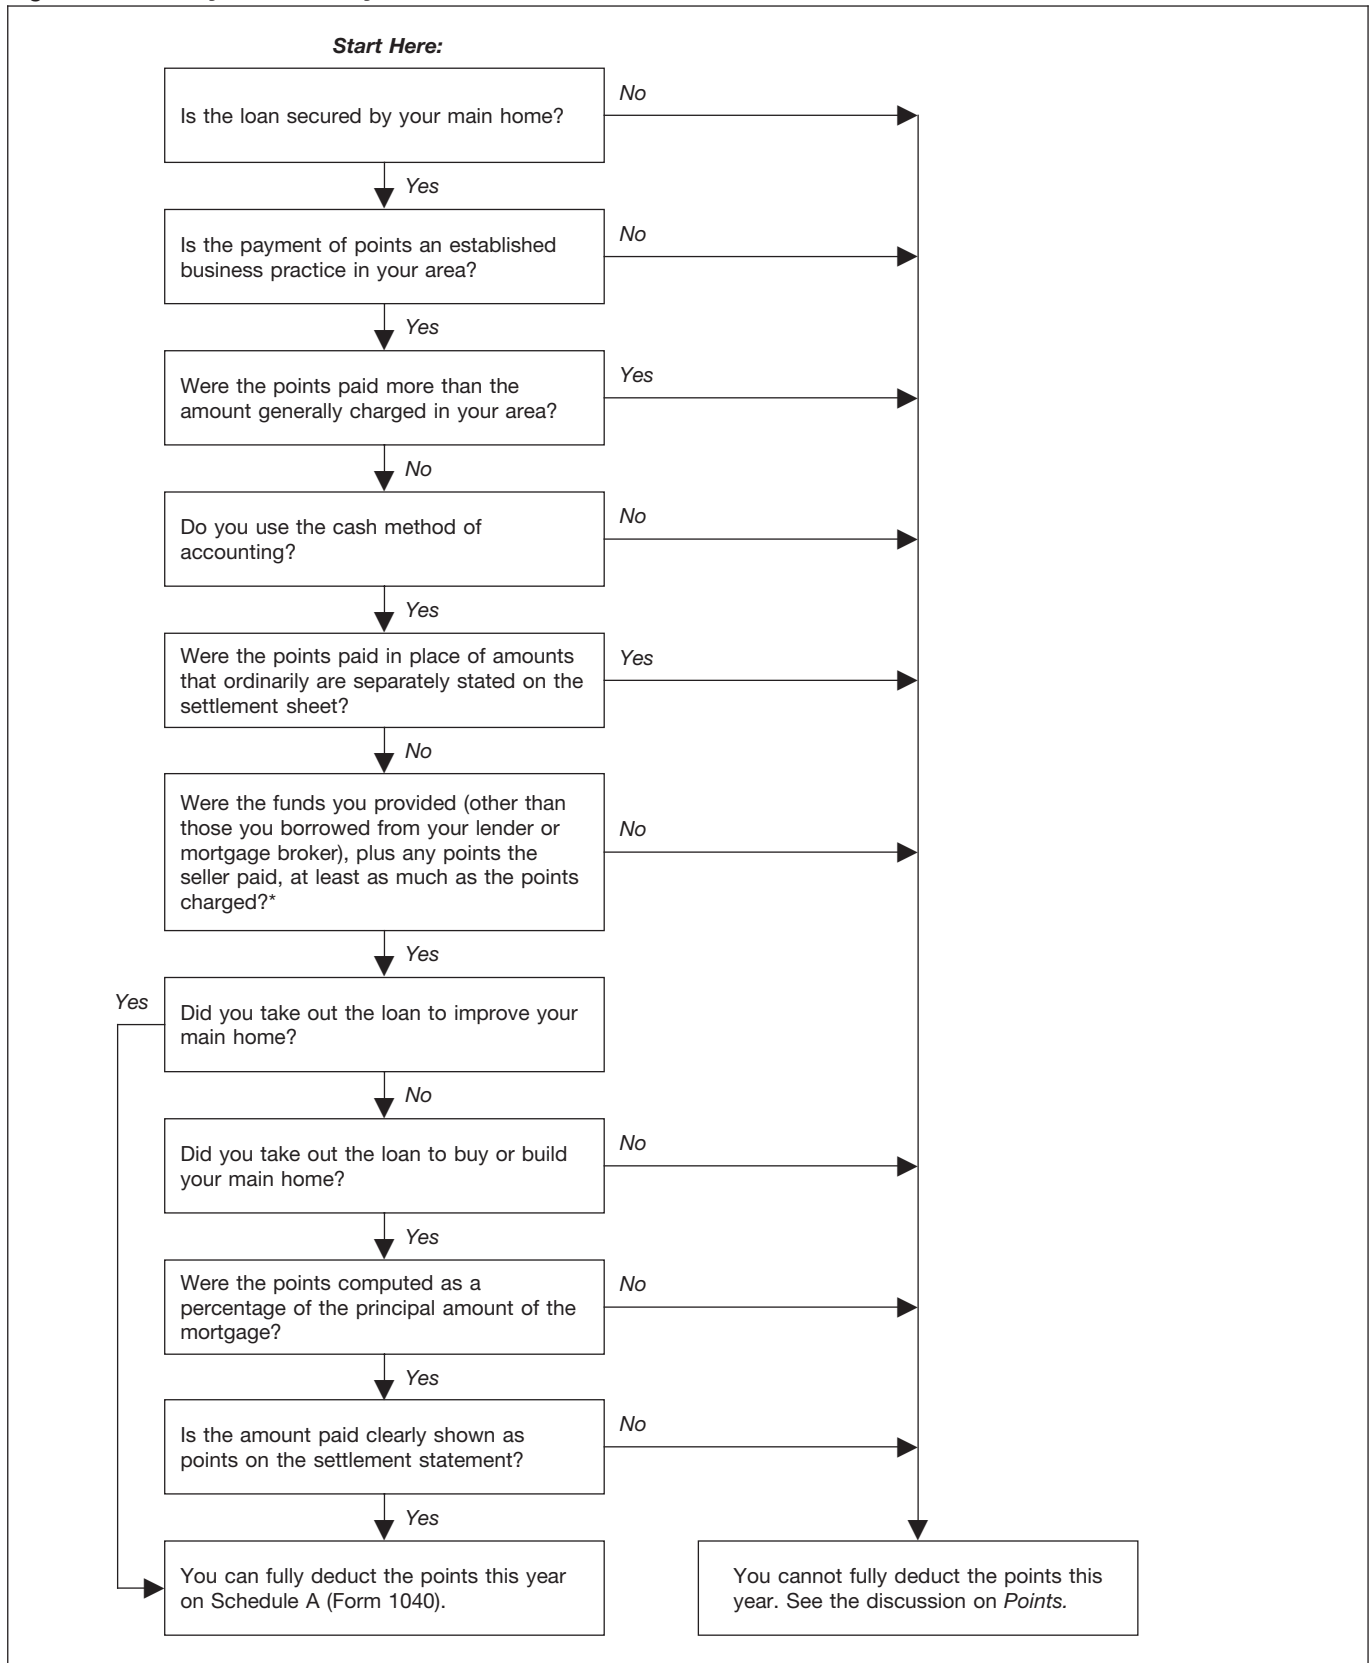 Start Here:
Is the loan secured by your main home?
No
Yes
Is the payment of points an established
business practice in your area?
No
Yes
Were the points paid more than the
amount generally charged in your area?
Yes
No
Do you use the cash method of
accounting?
No
Yes
Were the points paid in place of amounts
that ordinarily are separately stated on the
settlement sheet?
Yes
No
Were the funds you provided (other than
those you borrowed from your lender or
mortgage broker), plus any points the
seller paid, at least as much as the points
charged?*
No
Yes
Yes
Did you take out the loan to improve your
main home?
No
Did you take out the loan to buy or build
your main home?
No
Yes
Were the points computed as a
percentage of the principal amount of the
mortgage?
No
Yes
Is the amount paid clearly shown as
points on the settlement statement?
No
Yes
You can fully deduct the points this year
on Schedule A (Form 1040).
You cannot fully deduct the points this
year. See the discussion on Points.